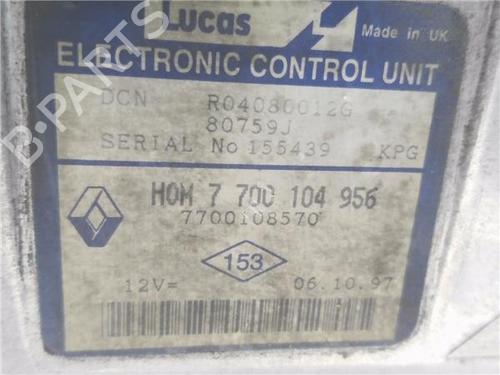 Lucas
Made in UK
ELECTRONIC CONTROL UNIT
DCN R04080012G
80759J
SERIAL No 155439 KPG
HOM 7 700 104 956
7700108570
153
12V= 06.10.97
B-PARTS